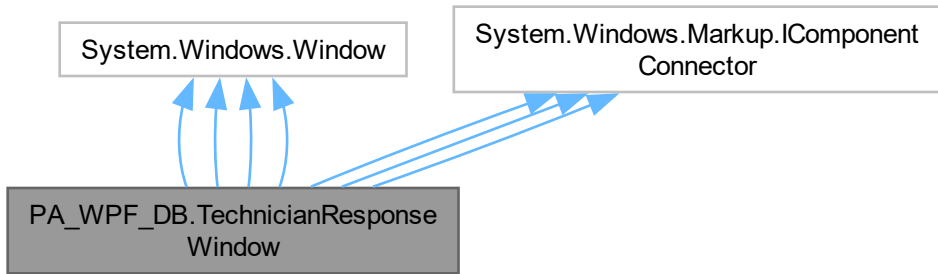 System.Windows.Window
System.Windows.Markup.IComponent
Connector
PA_WPF_DB.TechnicianResponse
Window